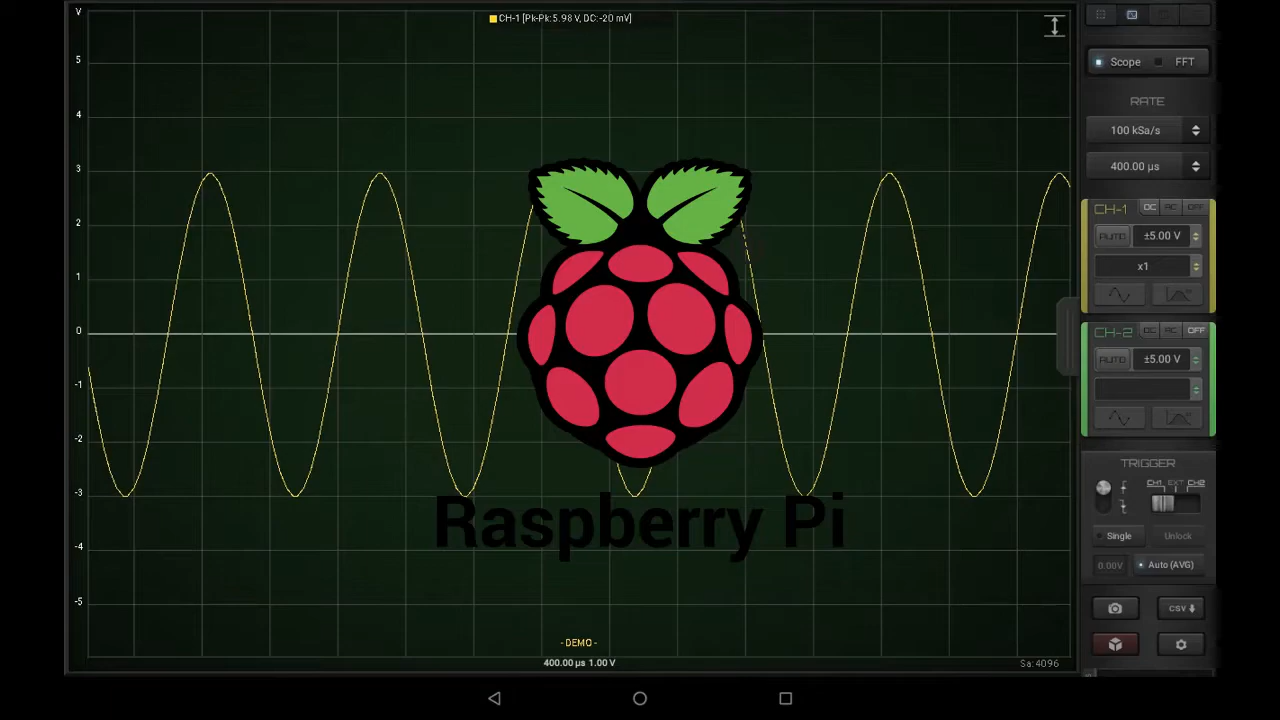 V
CH-1 [Pk-Pk: 5.98 V, DC: -20 mV]
5
4
3
2
1
0
-1
-2
-3
-4
-5
Raspberry Pi
- DEMO -
400.00 µs 1.00 V
Sa: 4096
Scope FFT
RATE
100 kSa/s
400.00 µs
CH-1 DC AC OFF
AUTO ±5.00 V
x1
CH-2 DC AC OFF
AUTO ±5.00 V
TRIGGER
CH1 EXT CH2
Single Unlock
0.00V Auto (AVG)
CSV